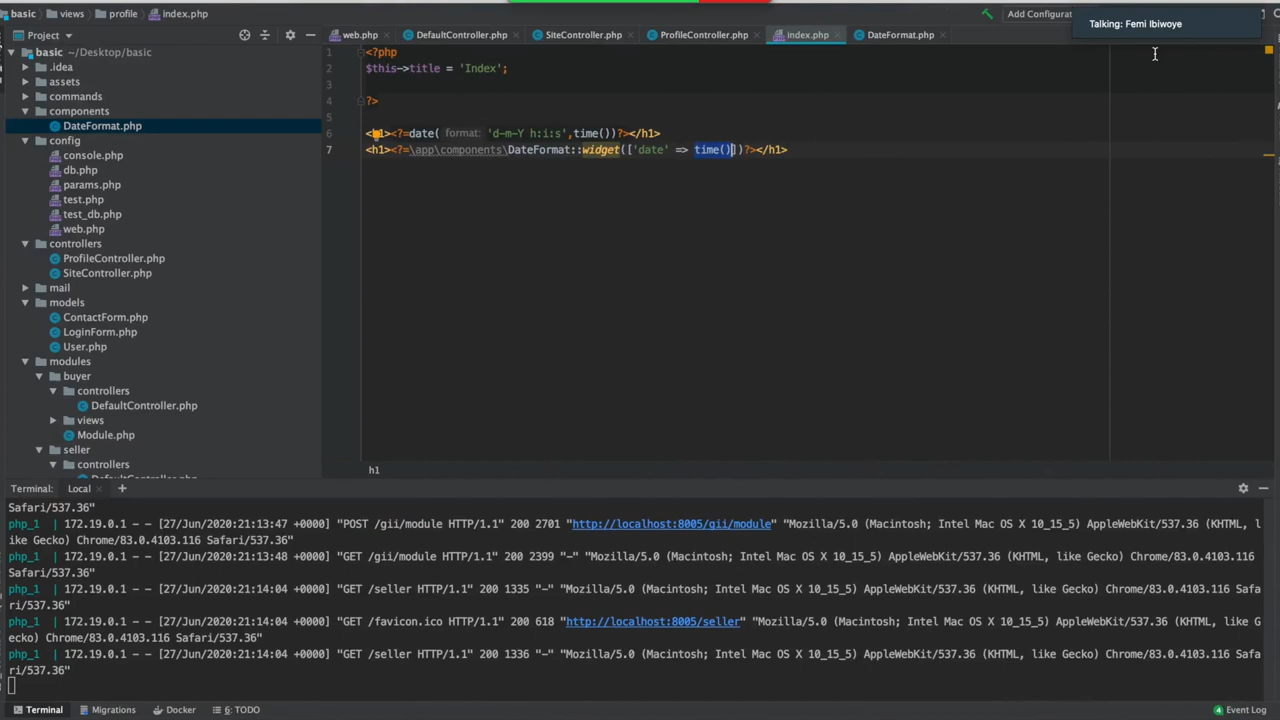 basic views profile index.php
Add Configurat
Talking: Femi Ibiwoye
Project
web.php DefaultController.php SiteController.php ProfileController.php index.php DateFormat.php
basic ~/Desktop/basic
.idea
assets
commands
components
DateFormat.php
config
console.php
db.php
params.php
test.php
test_db.php
web.php
controllers
ProfileController.php
SiteController.php
mail
models
ContactForm.php
LoginForm.php
User.php
modules
buyer
controllers
DefaultController.php
views
Module.php
seller
controllers
DefaultController.php
1 <?php
2 $this->title = 'Index';
3
4 ?>
5
6 <h1><?=date( format: 'd-m-Y h:i:s',time())?></h1>
7 <h1><?=\app\components\DateFormat::widget(['date' => time()])?></h1>
h1
Terminal: Local +
Safari/537.36"
php_1 | 172.19.0.1 - - [27/Jun/2020:21:13:47 +0000] "POST /gii/module HTTP/1.1" 200 2701 "http://localhost:8005/gii/module" "Mozilla/5.0 (Macintosh; Intel Mac OS X 10_15_5) AppleWebKit/537.36 (KHTML, l
ike Gecko) Chrome/83.0.4103.116 Safari/537.36"
php_1 | 172.19.0.1 - - [27/Jun/2020:21:13:48 +0000] "GET /gii/module HTTP/1.1" 200 2399 "-" "Mozilla/5.0 (Macintosh; Intel Mac OS X 10_15_5) AppleWebKit/537.36 (KHTML, like Gecko) Chrome/83.0.4103.116
Safari/537.36"
php_1 | 172.19.0.1 - - [27/Jun/2020:21:14:04 +0000] "GET /seller HTTP/1.1" 200 1335 "-" "Mozilla/5.0 (Macintosh; Intel Mac OS X 10_15_5) AppleWebKit/537.36 (KHTML, like Gecko) Chrome/83.0.4103.116 Safa
ri/537.36"
php_1 | 172.19.0.1 - - [27/Jun/2020:21:14:04 +0000] "GET /favicon.ico HTTP/1.1" 200 618 "http://localhost:8005/seller" "Mozilla/5.0 (Macintosh; Intel Mac OS X 10_15_5) AppleWebKit/537.36 (KHTML, like G
ecko) Chrome/83.0.4103.116 Safari/537.36"
php_1 | 172.19.0.1 - - [27/Jun/2020:21:14:04 +0000] "GET /seller HTTP/1.1" 200 1336 "-" "Mozilla/5.0 (Macintosh; Intel Mac OS X 10_15_5) AppleWebKit/537.36 (KHTML, like Gecko) Chrome/83.0.4103.116 Safa
ri/537.36"
Terminal Migrations Docker 6: TODO 4 Event Log